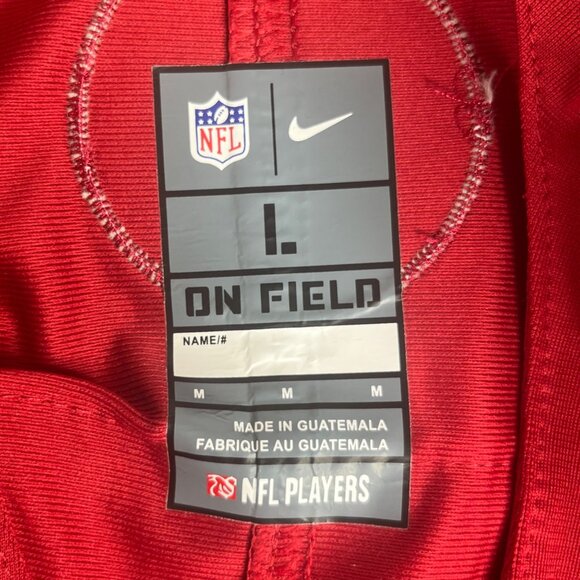 NFL
L
ON FIELD
NAME/#
M M M
MADE IN GUATEMALA
FABRIQUE AU GUATEMALA
NFL PLAYERS